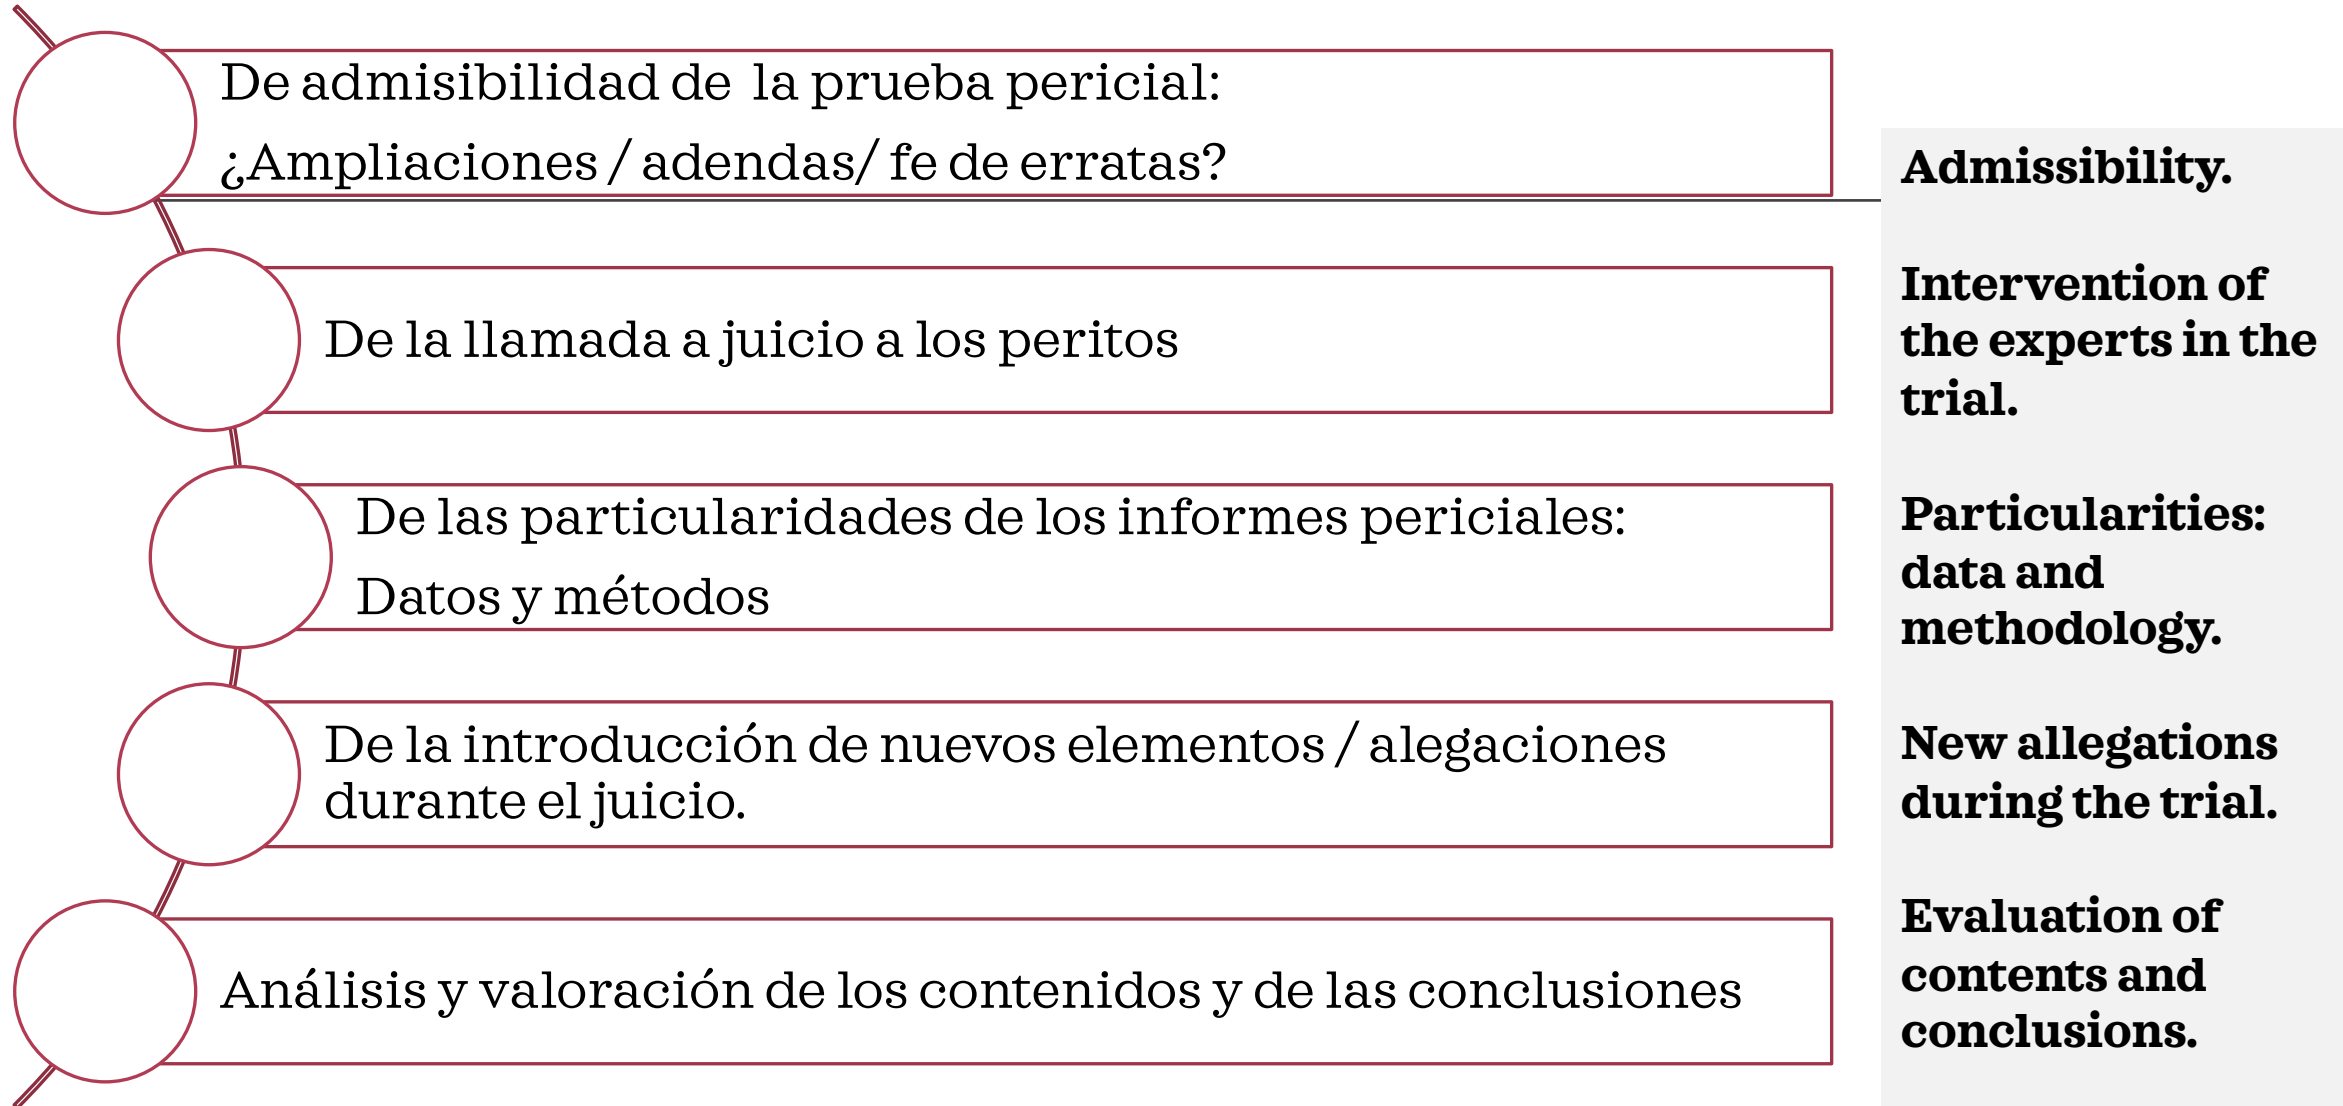 De admisibilidad de la prueba pericial:
¿Ampliaciones / adendas/ fe de erratas?
De la llamada a juicio a los peritos
De las particularidades de los informes periciales:
Datos y métodos
De la introducción de nuevos elementos / alegaciones
durante el juicio.
Análisis y valoración de los contenidos y de las conclusiones
Admissibility.
Intervention of
the experts in the
trial.
Particularities:
data and
methodology.
New allegations
during the trial.
Evaluation of
contents and
conclusions.